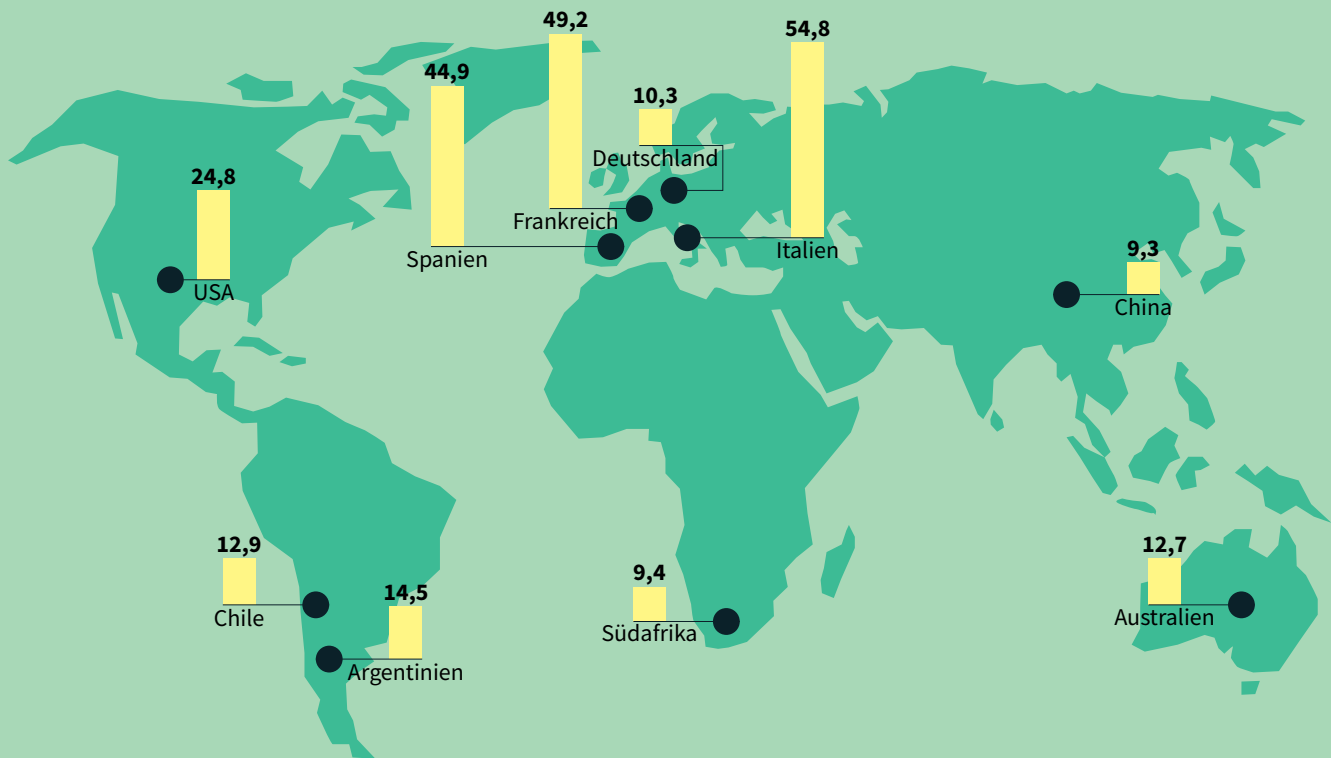 49,2
54,8
44,9
10,3
Deutschland
24,8
Frankreich
Spanien
Italien
9,3
USA
China
12,9
12,7
9,4
14,5
Chile
Australien
Südafrika
Argentinien